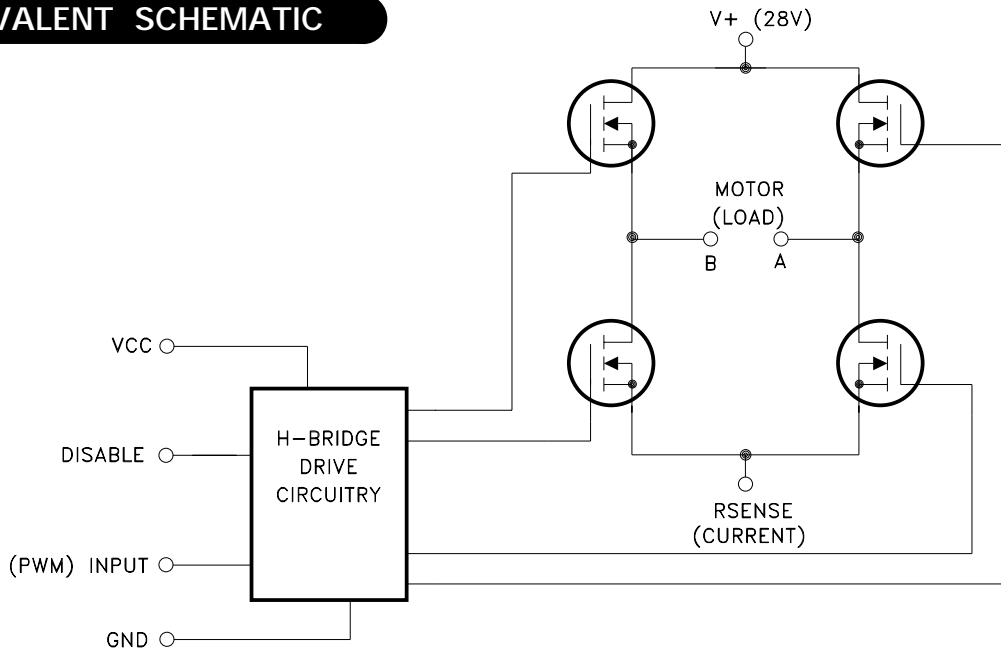 VALENT SCHEMATIC
V+ (28V)
MOTOR
(LOAD)
B
A
VCC
DISABLE
H-BRIDGE
DRIVE
CIRCUITRY
RSENSE
(CURRENT)
(PWM) INPUT
GND